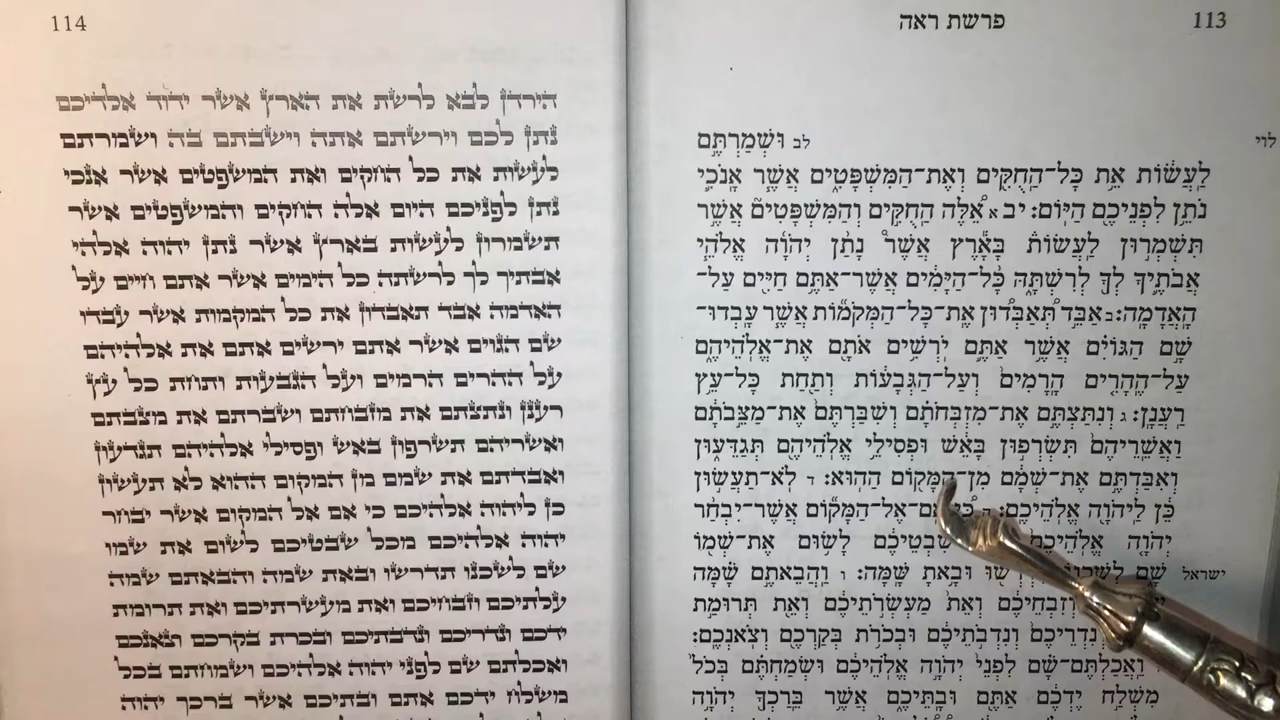 113
פרשת ראה
לוי
לב וּשְׁמַרְתֶּם
לַעֲשׂוֹת אֵת כׇּל־הַחֻקִּים וְאֶת־הַמִּשְׁפָּטִים אֲשֶׁר אָנֹכִי
נֹתֵן לִפְנֵיכֶם הַיּוֹם: יב א אֵלֶּה הַחֻקִּים וְהַמִּשְׁפָּטִים אֲשֶׁר
תִּשְׁמְרוּן לַעֲשׂוֹת בָּאָרֶץ אֲשֶׁר נָתַן יְהֹוָה אֱלֹהֵי
אֲבֹתֶיךָ לְךָ לְרִשְׁתָּהּ כׇּל־הַיָּמִים אֲשֶׁר־אַתֶּם חַיִּים עַל־
הָאֲדָמָה: ב אַבֵּד תְּאַבְּדוּן אֶת־כׇּל־הַמְּקֹמוֹת אֲשֶׁר עָבְדוּ־
שָׁם הַגּוֹיִם אֲשֶׁר אַתֶּם יֹרְשִׁים אֹתָם אֶת־אֱלֹהֵיהֶם
עַל־הֶהָרִים הָרָמִים וְעַל־הַגְּבָעוֹת וְתַחַת כׇּל־עֵץ
רַעֲנָן: ג וְנִתַּצְתֶּם אֶת־מִזְבְּחֹתָם וְשִׁבַּרְתֶּם אֶת־מַצֵּבֹתָם
וַאֲשֵׁרֵיהֶם תִּשְׂרְפוּן בָּאֵשׁ וּפְסִילֵי אֱלֹהֵיהֶם תְּגַדֵּעוּן
וְאִבַּדְתֶּם אֶת־שְׁמָם מִן־הַמָּקוֹם הַהוּא: ד לֹא־תַעֲשׂוּן
כֵּן לַיהֹוָה אֱלֹהֵיכֶם: אֶל־הַמָּקוֹם אֲשֶׁר־יִבְחַר
יְהֹוָה אֱלֹהֵיכֶם שִׁבְטֵיכֶם לָשׂוּם אֶת־שְׁמוֹ
ישראל
שָׁם וּבָאתָ שָׁמָּה: ו וַהֲבֵאתֶם שָׁמָּה
וְזִבְחֵיכֶם וְאֵת מַעְשְׂרֹתֵיכֶם וְאֵת תְּרוּמַת
וְנִדְרֵיכֶם וְנִדְבֹתֵיכֶם וּבְכֹרֹת בְּקַרְכֶם וְצֹאנְכֶם:
וַאֲכַלְתֶּם־שָׁם לִפְנֵי יְהֹוָה אֱלֹהֵיכֶם וּשְׂמַחְתֶּם בְּכֹל
מִשְׁלַח יֶדְכֶם אַתֶּם וּבָתֵּיכֶם אֲשֶׁר בֵּרַכְךָ יְהֹוָה
114
הירדן לבא לרשת את הארץ אשר יהוה אלהיכם
נתן לכם וירשתם אתה וישבתם בה ושמרתם
לעשות את כל החקים ואת המשפטים אשר אנכי
נתן לפניכם היום אלה החקים והמשפטים אשר
תשמרון לעשות בארץ אשר נתן יהוה אלהי
אבתיך לך לרשתה כל הימים אשר אתם חיים על
האדמה אבד תאבדון את כל המקמות אשר עבדו
שם הגוים אשר אתם ירשים אתם את אלהיהם
על ההרים הרמים ועל הגבעות ותחת כל עץ
רענן ונתצתם את מזבחתם ושברתם את מצבתם
ואשריהם תשרפון באש ופסילי אלהיהם תגדעון
ואבדתם את שמם מן המקום ההוא לא תעשון
כן ליהוה אלהיכם כי אם אל המקום אשר יבחר
יהוה אלהיכם מכל שבטיכם לשום את שמו
שם לשכנו תדרשו ובאת שמה והבאתם שמה
עלתיכם וזבחיכם ואת מעשרתיכם ואת תרומת
ידכם ונדריכם ונדבתיכם ובכרת בקרכם וצאנכם
ואכלתם שם לפני יהוה אלהיכם ושמחתם בכל
משלח ידכם אתם ובתיכם אשר ברכך יהוה